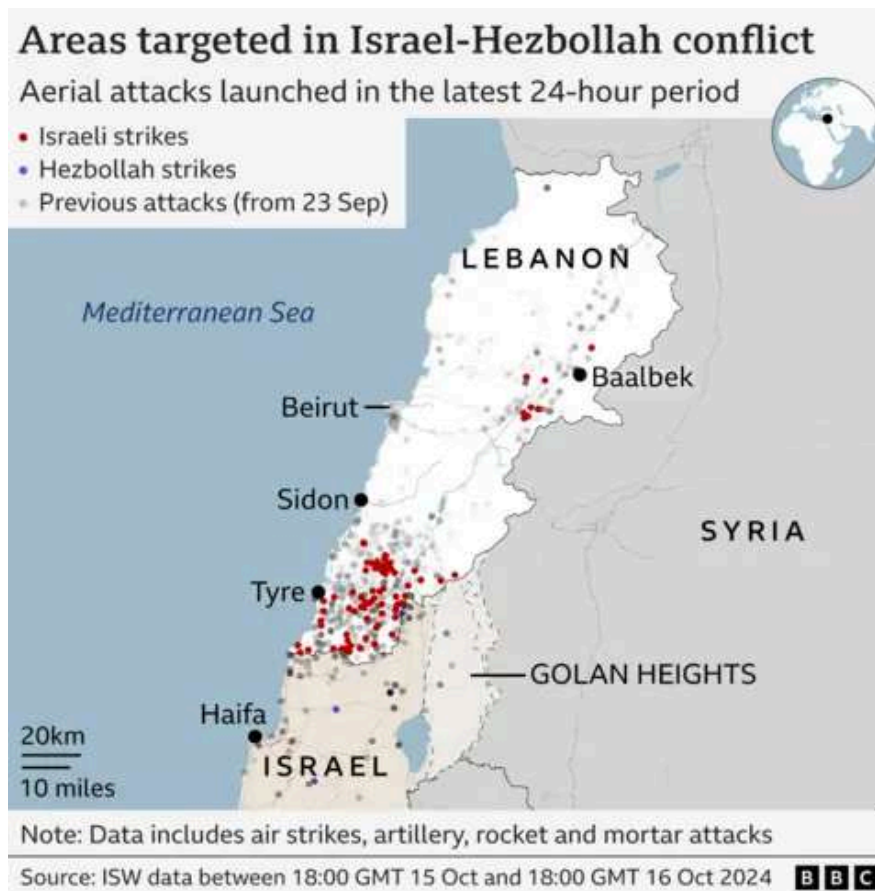 Areas targeted in Israel-Hezbollah conflict
Aerial attacks launched in the latest 24-hour period
Israeli strikes
Hezbollah strikes
Previous attacks (from 23 Sep)
LEBANON
Mediterranean Sea
Baalbek
Beirut
Sidon
SYRIA
Tyre
GOLAN HEIGHTS
Haifa
20km
ISRAEL
10 miles
Note: Data includes air strikes, artillery, rocket and mortar attacks
Source: ISW data between 18:00 GMT 15 Oct and 18:00 GMT 16 Oct 2024 BBC